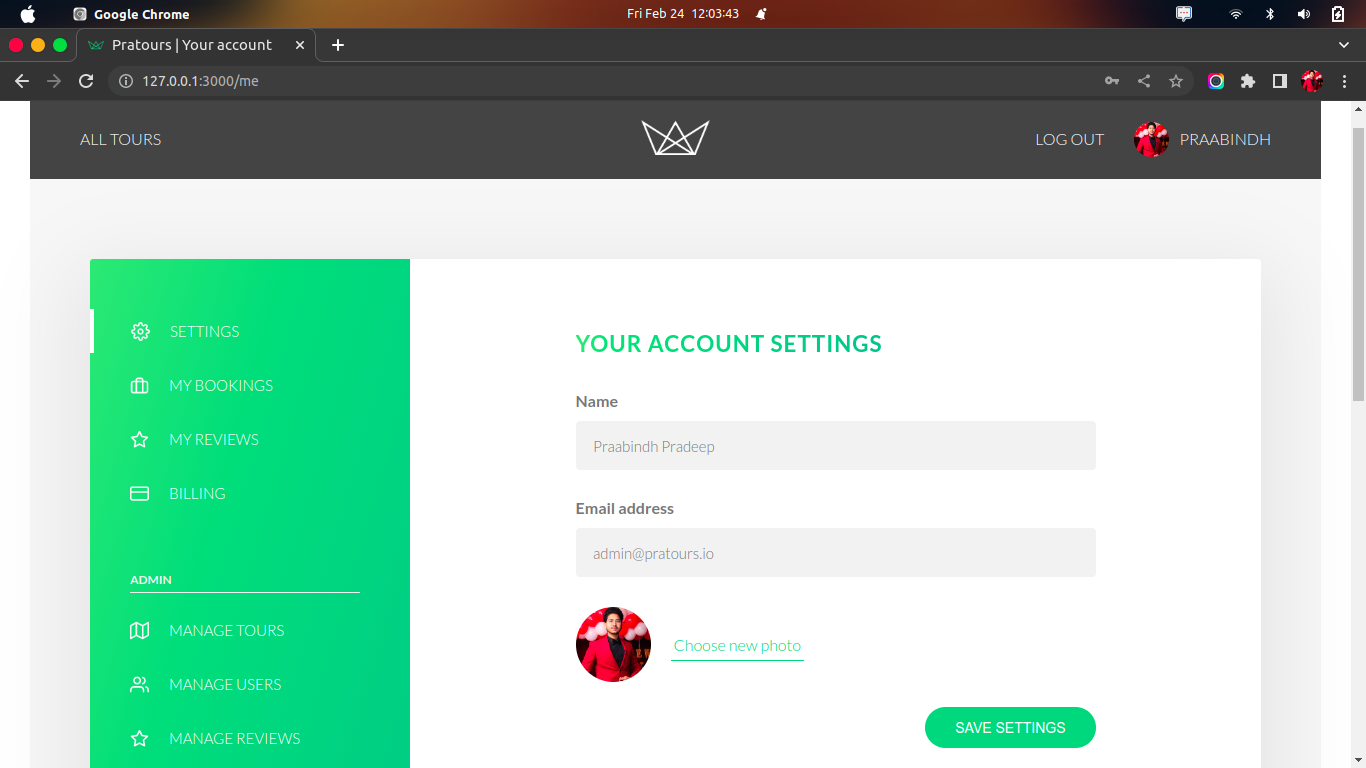 Google Chrome
Fri Feb 24 12:03:43
Pratours | Your account
127.0.0.1:3000/me
ALL TOURS
LOG OUT
PRAABINDH
SETTINGS
MY BOOKINGS
MY REVIEWS
BILLING
ADMIN
MANAGE TOURS
MANAGE USERS
MANAGE REVIEWS
YOUR ACCOUNT SETTINGS
Name
Praabindh Pradeep
Email address
admin@pratours.io
Choose new photo
SAVE SETTINGS